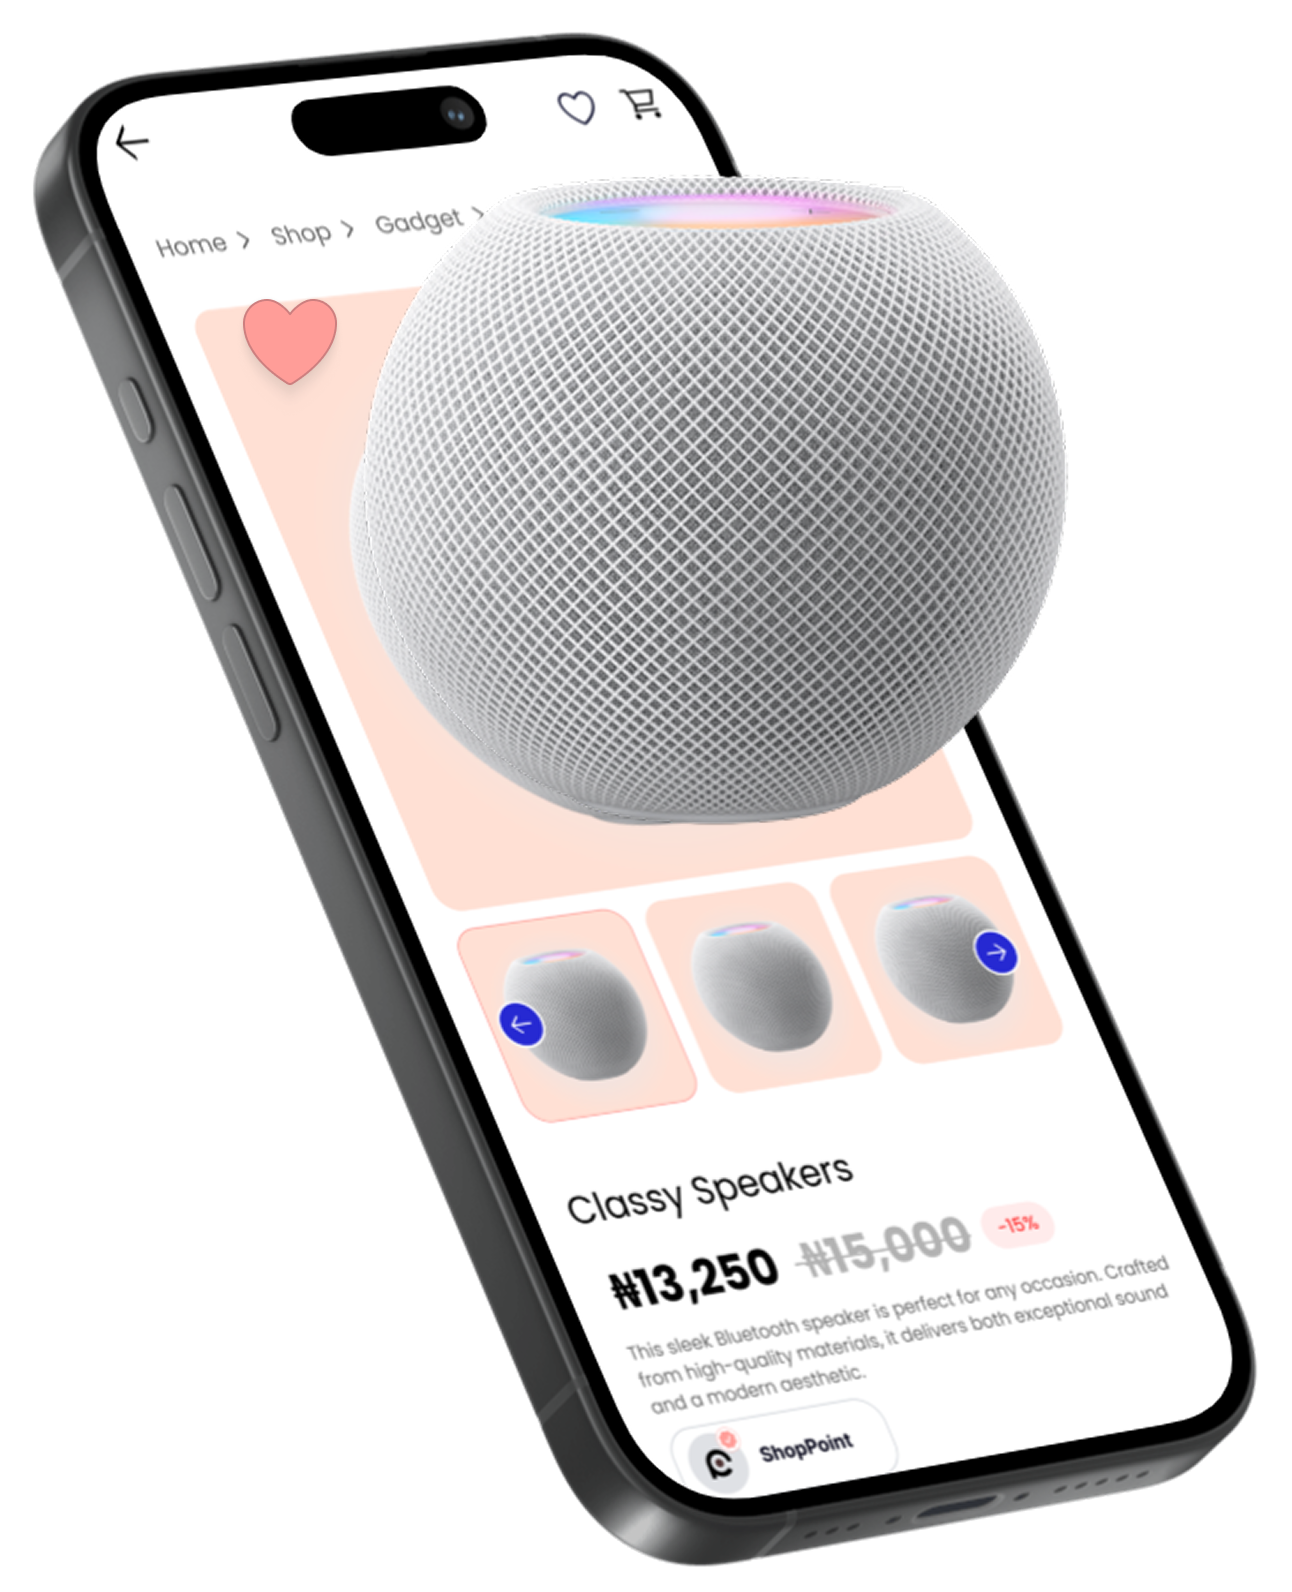 Home > Shop > Gadget >
Classy Speakers
₦13,250 ₦15,000 -15%
This sleek Bluetooth speaker is perfect for any occasion. Crafted
from high-quality materials, it delivers both exceptional sound
and a modern aesthetic.
ShopPoint